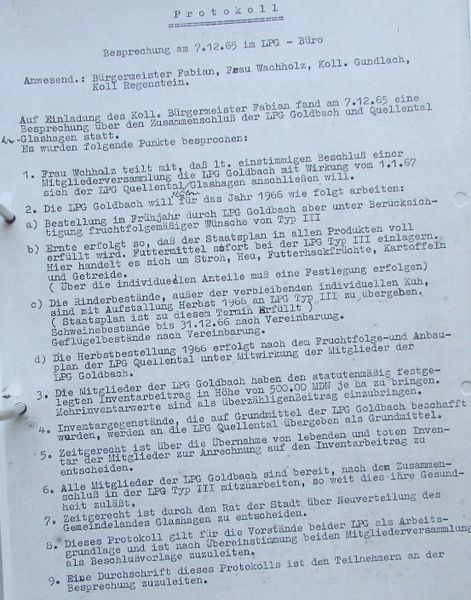 Protokoll
Besprechung am 7.12.65 im LPG - Büro
Anwesend.: Bürgermeister Fabian, Frau Wachholz, Koll. Gundlach,
Koll Regenstein.
Auf Einladung des Koll. Bürgermeister Fabian fand am 7.12.65 eine
Besprechung über den Zusammenschluß der LPG Goldbach und Quellental
-Glashagen statt.
Es wurden folgende Punkte besprochen:
1. Frau Wchholz teilt mit, daß lt. einstimmigen Beschluß einer
Mitgliederversammlung die LPG Goldbach mit Wirkung vom 1.1.67
sich der LPG Quellental/Glashagen anschließen will.
2. Die LPG Goldbach will für das Jahr 1966 wie folgt arbeiten:
a) Bestellung im Frühjahr durch LPG Goldbach aber unter Berücksich-
tigung fruchtfolgemäßiger Wünsche von Typ III
b) Ernte erfolgt so, daß der Staatsplan in allen Produkten voll
erfüllt wird. Futtermittel sofort bei der LPG Typ III einlagern.
Hier handelt es sich um Stroh, Heu, Futterhackfrüchte, Kartoffeln
und Getreide.
( Über die individuellen Anteile muß eine Festlegung erfolgen)
c) Die Rinderbestände, außer der verbleibenden individuellen Kuh,
sind mit Aufstallung Herbst 1966 an LPG Typ III zu übergeben.
( Staatsplan ist zu diesem Termin Erfüllt )
Schweinebestände bis 31.12.66 nach Vereinbarung.
Geflügelbestände nach Vereinbarung.
d) Die Herbstbestellung 1966 erfolgt nach dem Fruchtfolge-und Anbau-
plan der LPG Quellental unter Mitwirkung der Mitglieder der
LPG Goldbach.
3. Die Mitglieder der LPG Goldbach haben den statutenmäßig festge-
legten Inventarbeitrag in Höhe von 500.00 MDN je ha zu bringen.
Mehrinventarwerte sind als überzähligenZeitrag einzubringen.
4. Inventargegenstände, die auf Grundmittel der LPG Goldbach beschafft
wurden, werden an die LPG Quellental übergeben als Grundmittel.
5. Zeitgerecht ist über die Übernahme von lebenden und toten Inven-
tar der Mitglieder zur Anrechnung auf den Inventarbeitrag zu
entscheiden.
6. Alle Mitglieder der LPG Goldbach sind bereit, nach dem Zusammen-
schluß in der LPG Typ III mitzuarbeiten, so weit dies ihre Gesund-
heit zuläßt.
7. Zeitgerecht ist durch den Rat der Stadt über Neuverteilung des
Gemeindelandes Glashagen zu entscheiden.
8. Dieses Protokoll gilt für die Vorstände beider LPG als Arbeits-
grundlage und ist nach Übereinstimmung beiden Mitgliederversammlung
als Beschlußvorlage zuzuleiten.
9. Eine Durchschrift dieses Protokolls ist den Teilnehmern an der
Besprechung zuzuleiten.